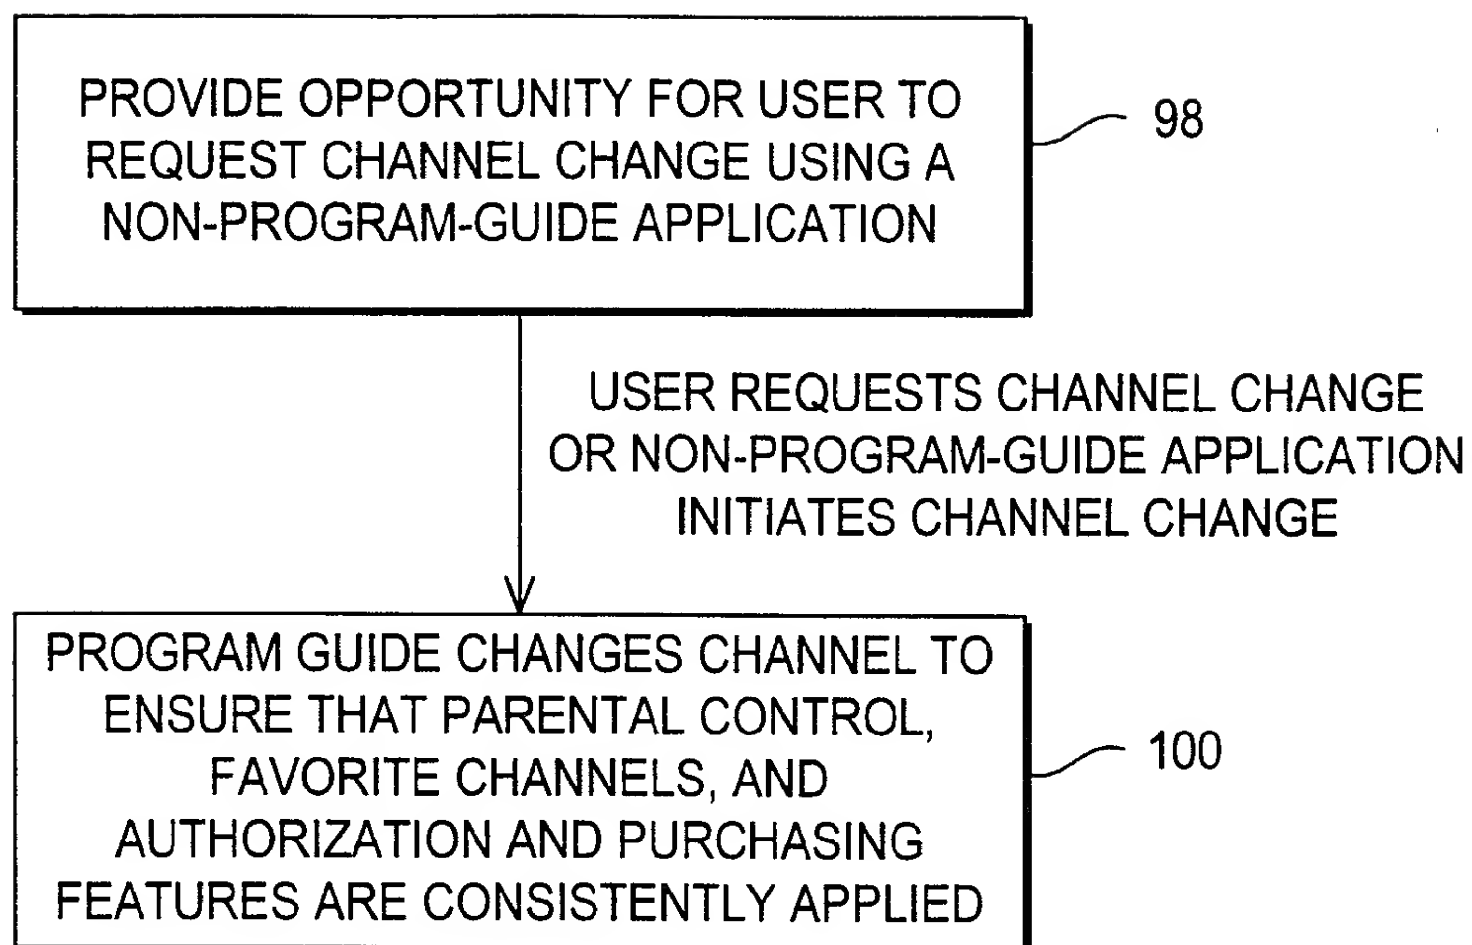 PROVIDE OPPORTUNITY FOR USER TO
REQUEST CHANNEL CHANGE USING A
NON-PROGRAM-GUIDE APPLICATION
98
USER REQUESTS CHANNEL CHANGE
OR NON-PROGRAM-GUIDE APPLICATION
INITIATES CHANNEL CHANGE
PROGRAM GUIDE CHANGES CHANNEL TO
ENSURE THAT PARENTAL CONTROL,
FAVORITE CHANNELS, AND
AUTHORIZATION AND PURCHASING
FEATURES ARE CONSISTENTLY APPLIED
100